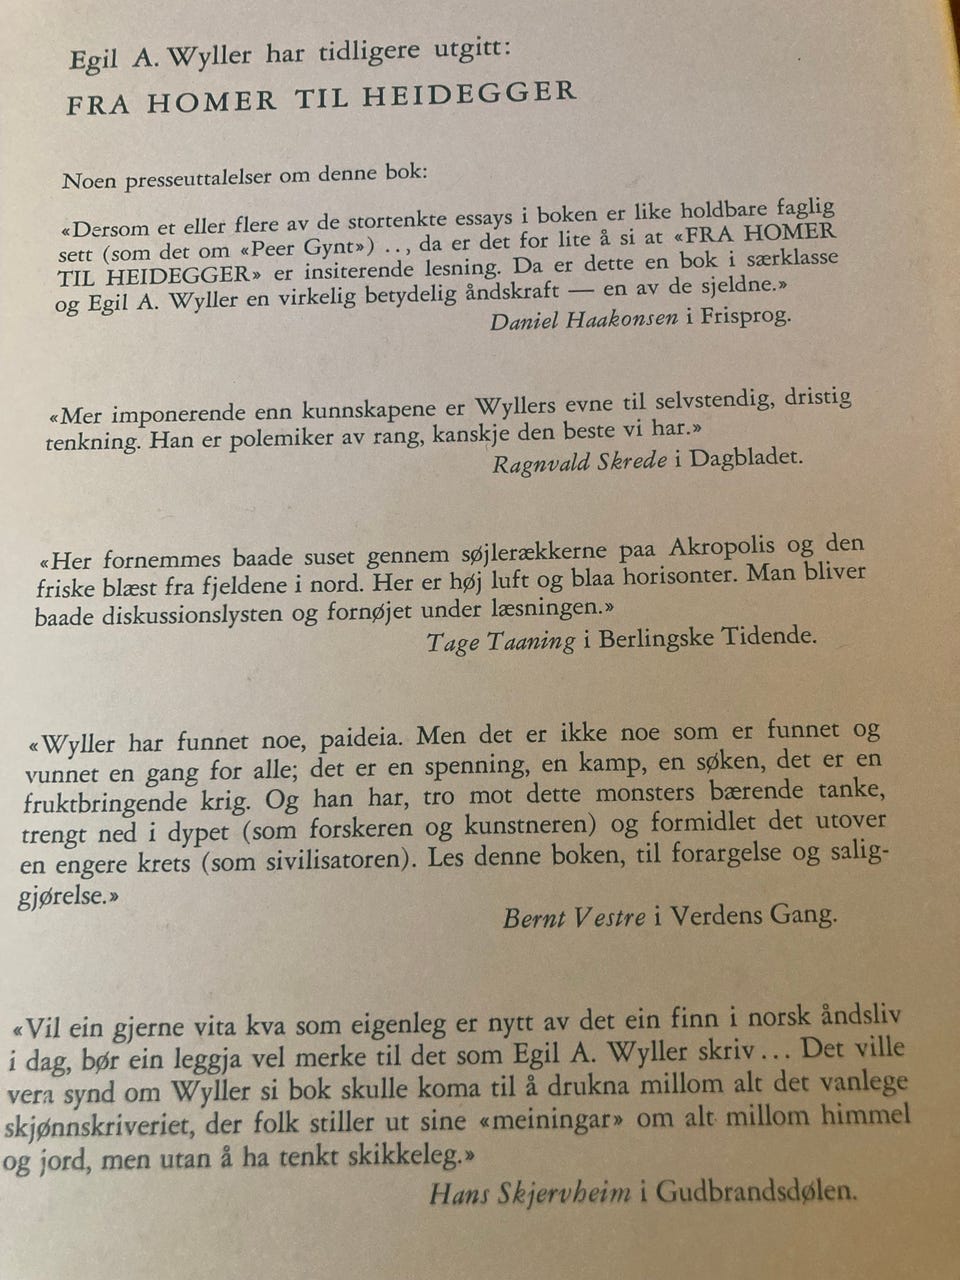 Egil A. Wyller har tidligere utgitt:
FRA HOMER TIL HEIDEGGER
Noen presseuttalelser om denne bok:
«Dersom et eller flere av de stortenkte essays i boken er like holdbare faglig
sett (som det om «Peer Gynt») .., da er det for lite å si at «FRA HOMER
TIL HEIDEGGER» er insiterende lesning. Da er dette en bok i særklasse
og Egil A. Wyller en virkelig betydelig åndskraft — en av de sjeldne.»
Daniel Haakonsen i Frisprog.
«Mer imponerende enn kunnskapene er Wyllers evne til selvstendig, dristig
tenkning. Han er polemiker av rang, kanskje den beste vi har.»
Ragnvald Skrede i Dagbladet.
«Her fornemmes baade suset gennem søjlerækkerne paa Akropolis og den
friske blæst fra fjeldene i nord. Her er høj luft og blaa horisonter. Man bliver
baade diskussionslysten og fornøjet under læsningen.»
Tage Taaning i Berlingske Tidende.
«Wyller har funnet noe, paideia. Men det er ikke noe som er funnet og
vunnet en gang for alle; det er en spenning, en kamp, en søken, det er en
fruktbringende krig. Og han har, tro mot dette monsters bærende tanke,
trengt ned i dypet (som forskeren og kunstneren) og formidlet det utover
en engere krets (som sivilisatoren). Les denne boken, til forargelse og salig-
gjørelse.»
Bernt Vestre i Verdens Gang.
«Vil ein gjerne vita kva som eigenleg er nytt av det ein finn i norsk åndsliv
i dag, bør ein leggja vel merke til det som Egil A. Wyller skriv... Det ville
vera synd om Wyller si bok skulle koma til å drukna millom alt det vanlege
skjønnskriveriet, der folk stiller ut sine «meiningar» om alt millom himmel
og jord, men utan å ha tenkt skikkeleg.»
Hans Skjervheim i Gudbrandsdølen.